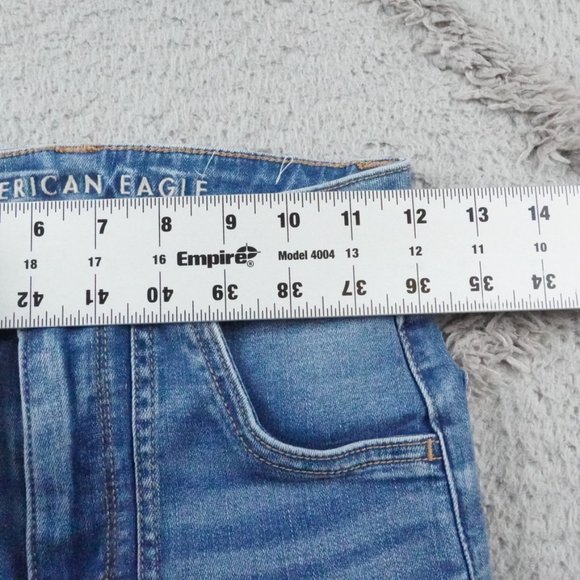 ERICAN EAGLE
6 7 8 9 10 11 12 13 14
18 17 16 Empire® Model 4004 13 12 11 10
42 41 40 39 38 37 36 35 34